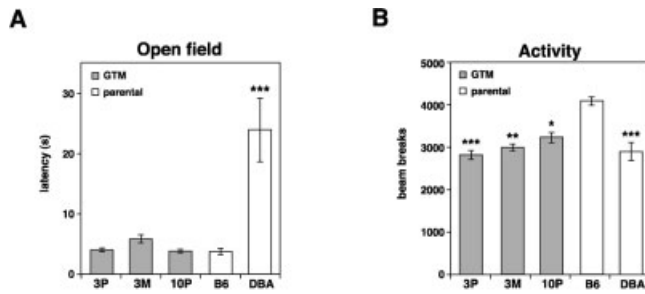 A
Open field
GTM
parental
***
30
20
10
0
latency (s)
3P 3M 10P B6 DBA
B
Activity
GTM
parental
5000
4000
3000
2000
1000
0
beam breaks
*** ** * ***
3P 3M 10P B6 DBA